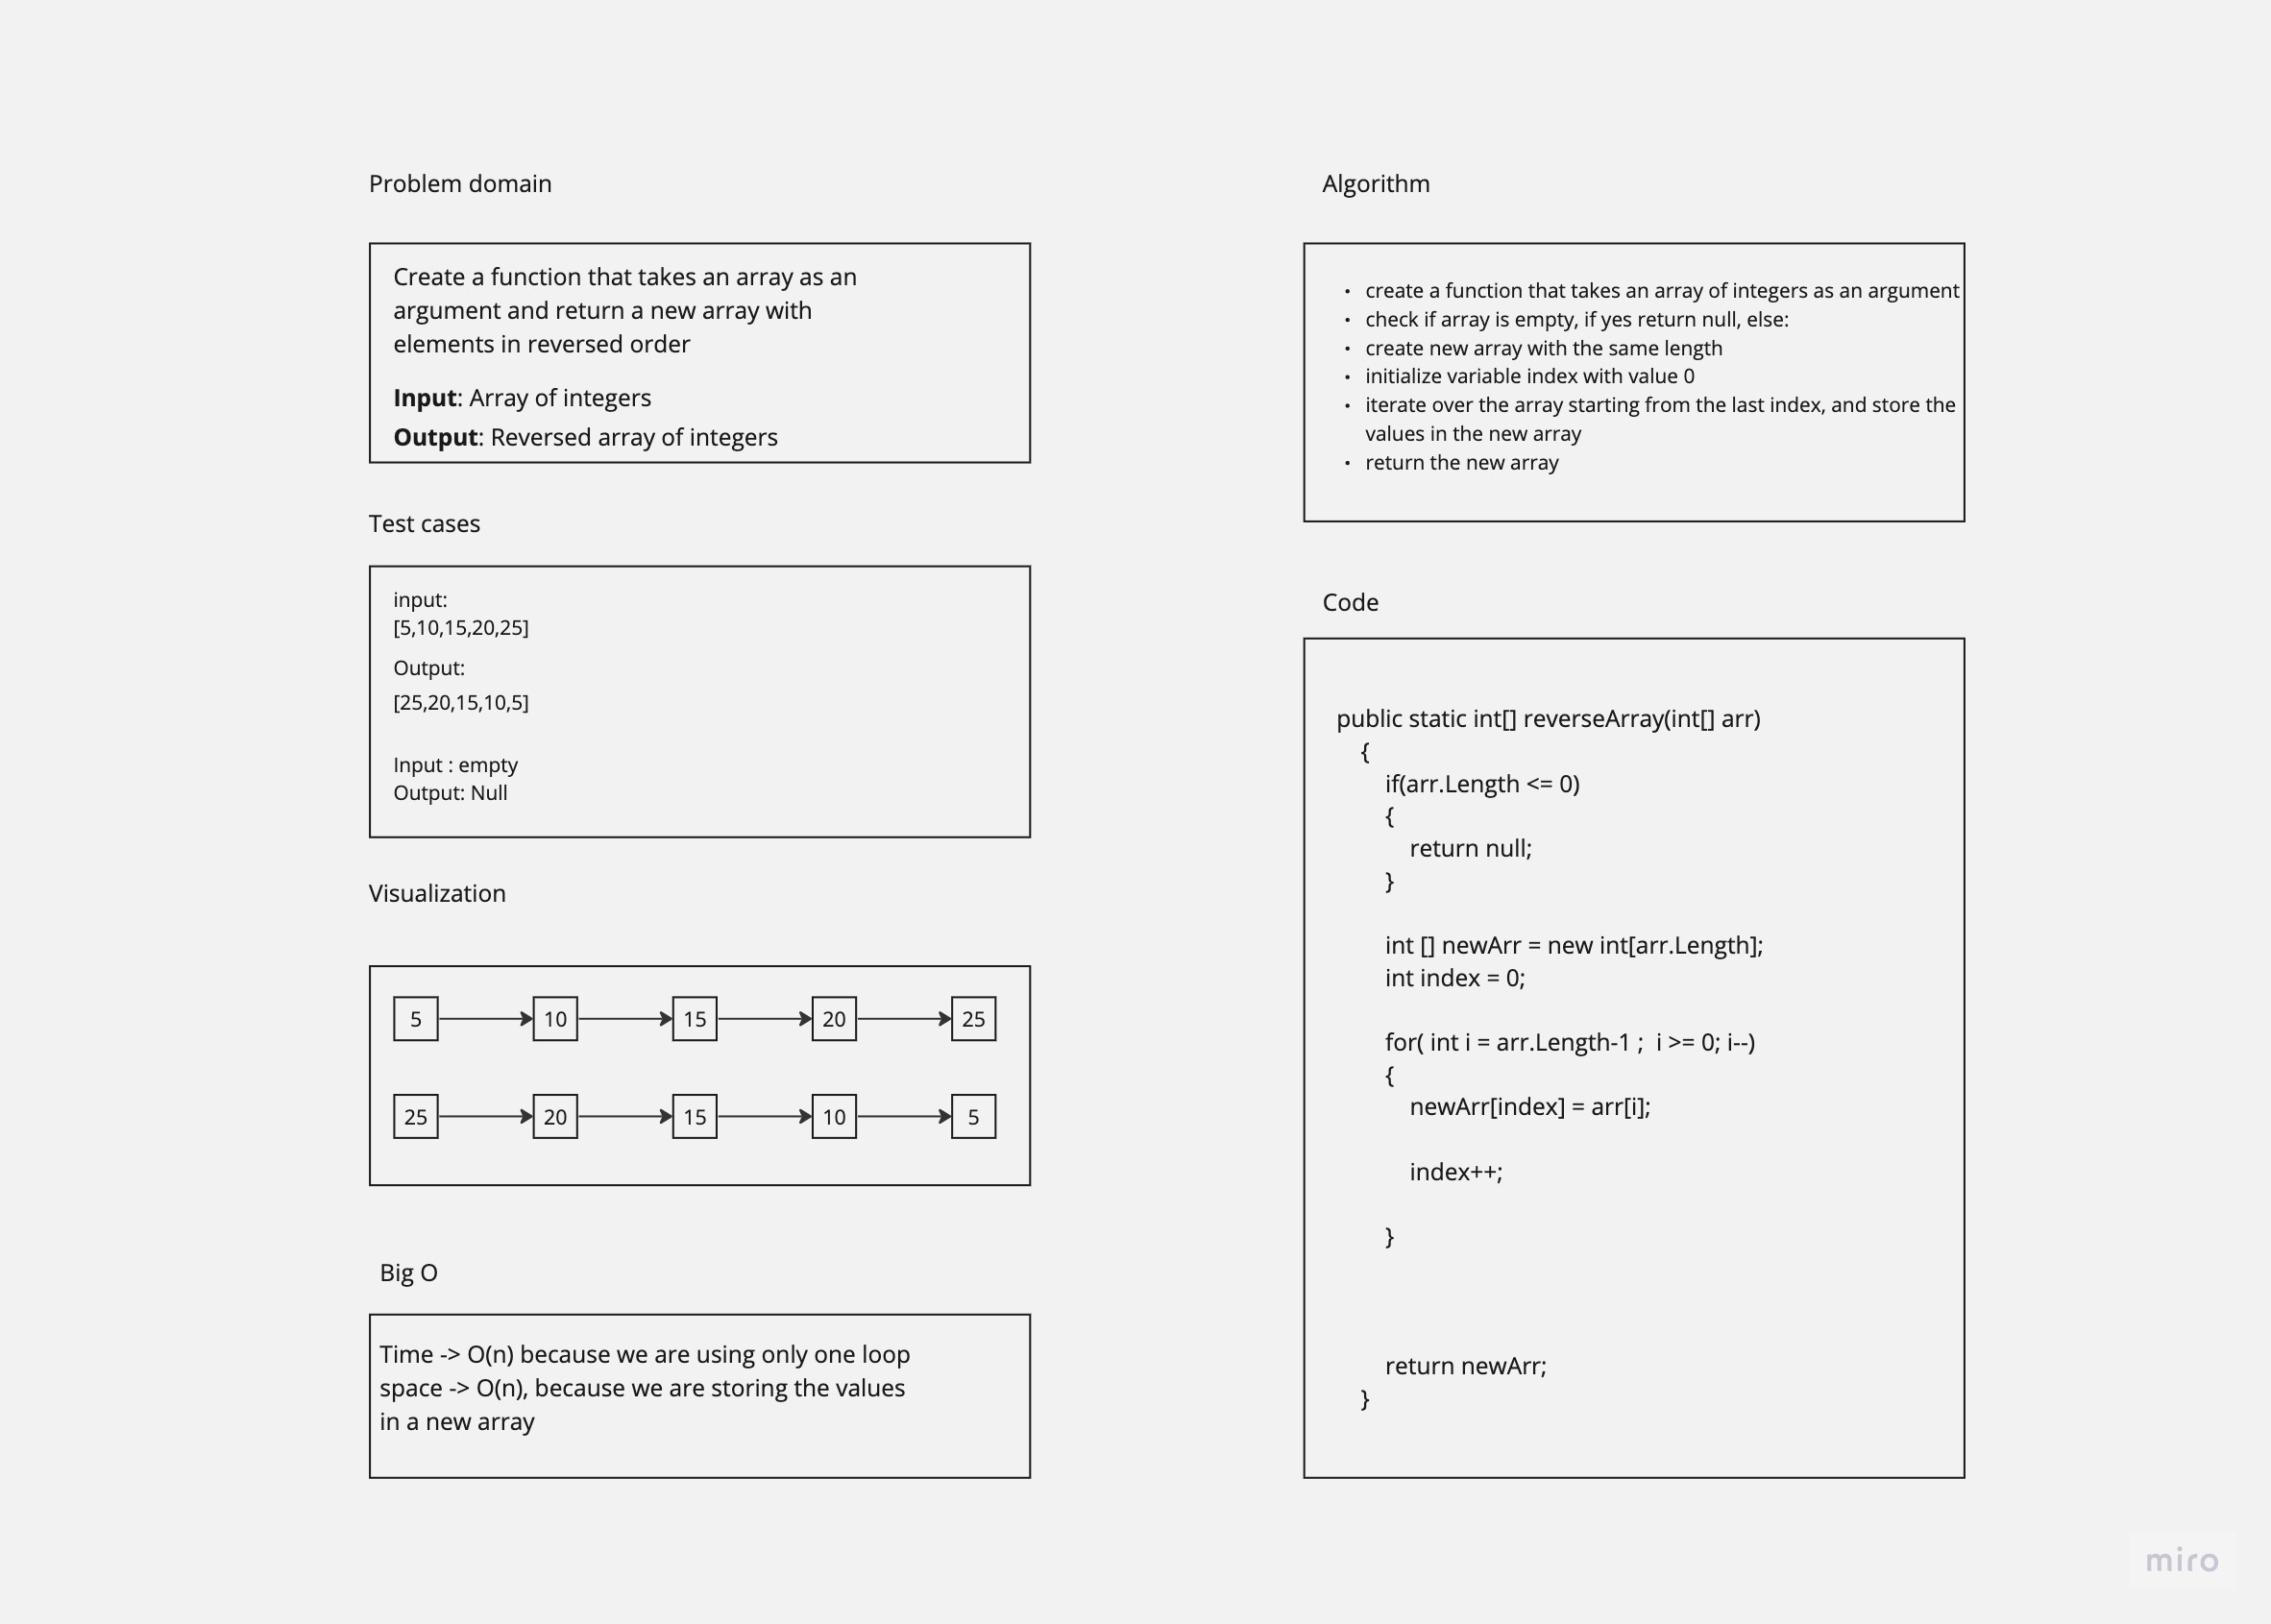 Problem domain
Create a function that takes an array as an
argument and return a new array with
elements in reversed order
Input: Array of integers
Output: Reversed array of integers
Test cases
input:
[5,10,15,20,25]
Output:
[25,20,15,10,5]
Input : empty
Output: Null
Visualization
5 10 15 20 25
25 20 15 10 5
Big O
Time -> O(n) because we are using only one loop
space -> O(n), because we are storing the values
in a new array
Algorithm
• create a function that takes an array of integers as an argument
• check if array is empty, if yes return null, else:
• create new array with the same length
• initialize variable index with value 0
• iterate over the array starting from the last index, and store the
values in the new array
• return the new array
Code
public static int[] reverseArray(int[] arr)
{
if(arr.Length <= 0)
{
return null;
}
int [] newArr = new int[arr.Length];
int index = 0;
for( int i = arr.Length-1 ;  i >= 0; i--)
{
newArr[index] = arr[i];
index++;
}
return newArr;
}
miro